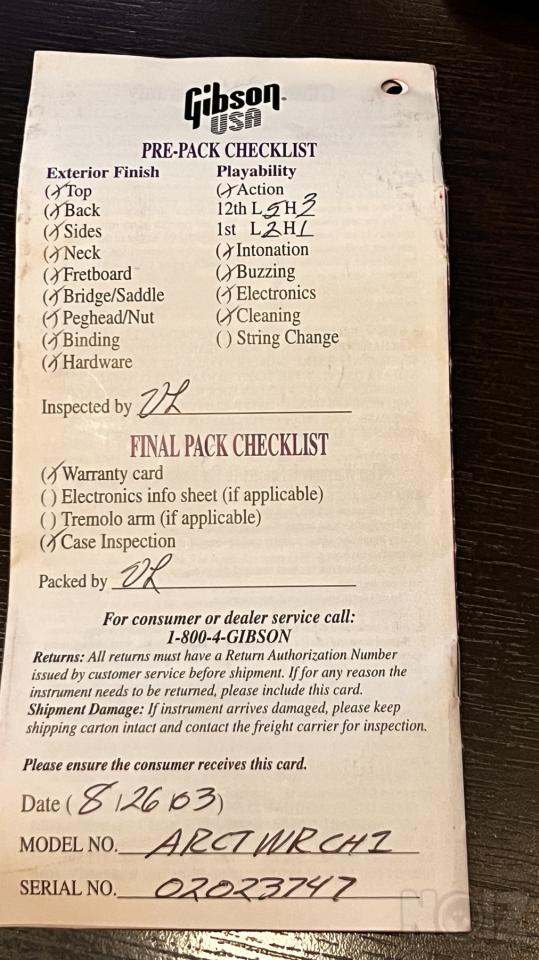 Gibson
USA
PRE-PACK CHECKLIST
Exterior Finish Playability
(✓) Top (✓) Action
(✓) Back 12th L 5 H 3
(✓) Sides 1st L 2 H 1
(✓) Neck (✓) Intonation
(✓) Fretboard (✓) Buzzing
(✓) Bridge/Saddle (✓) Electronics
(✓) Peghead/Nut (✓) Cleaning
(✓) Binding ( ) String Change
(✓) Hardware
Inspected by
FINAL PACK CHECKLIST
(✓) Warranty card
( ) Electronics info sheet (if applicable)
( ) Tremolo arm (if applicable)
(✓) Case Inspection
Packed by
For consumer or dealer service call:
1-800-4-GIBSON
Returns: All returns must have a Return Authorization Number
issued by customer service before shipment. If for any reason the
instrument needs to be returned, please include this card.
Shipment Damage: If instrument arrives damaged, please keep
shipping carton intact and contact the freight carrier for inspection.
Please ensure the consumer receives this card.
Date ( 8/26/03 )
MODEL NO. ARCTWRCH1
SERIAL NO. 02023747